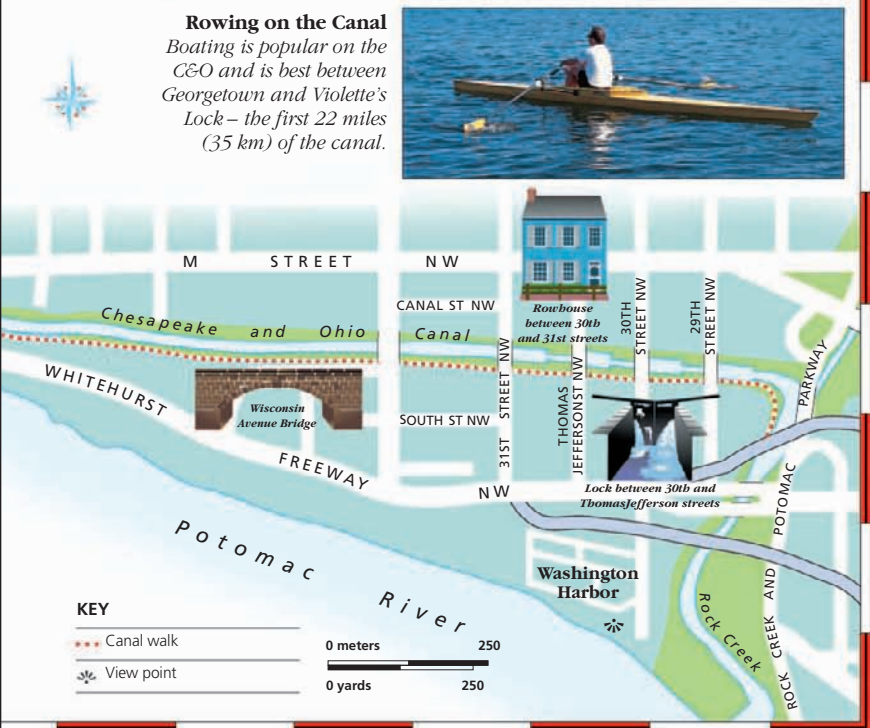 Rowing on the Canal
Boating is popular on the
C&O and is best between
Georgetown and Violette's
Lock – the first 22 miles
(35 km) of the canal.
M STREET NW
CANAL ST NW
Rowhouse
between 30th
and 31st streets
30TH
STREET NW
29TH
STREET NW
Chesapeake and Ohio Canal
WHITEHURST
FREEWAY
NW
Wisconsin
Avenue Bridge
SOUTH ST NW
31ST STREET NW
THOMAS
JEFFERSONST NW
Lock between 30th and
ThomasJefferson streets
ROCK CREEK AND POTOMAC PARKWAY
Potomac River
Washington
Harbor
Rock Creek
KEY
Canal walk
View point
0 meters 250
0 yards 250